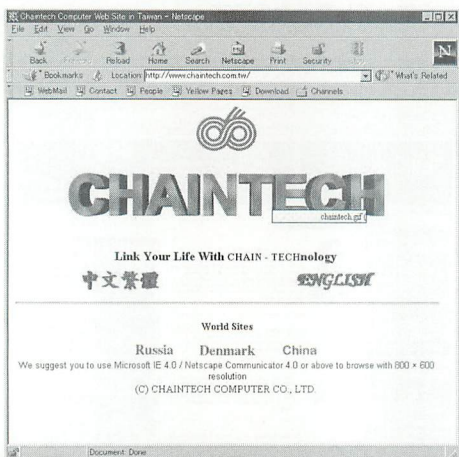 Chaintech Computer Web Site in Taiwan - Netscape
File Edit View Go Window Help
Back Reload Home Search Netscape Print Security
Bookmarks Location: http://www.chaintech.com.tw/ What's Related
WebMail Contact People Yellow Pages Download Channels
CHAINTECH
chaintech.gif (
Link Your Life With CHAIN - TECHnology
中文繁體 ENGLISH
World Sites
Russia Denmark China
We suggest you to use Microsoft IE 4.0 / Netscape Communicator 4.0 or above to browse with 800 × 600
resolution
(C) CHAINTECH COMPUTER CO., LTD.
Document: Done